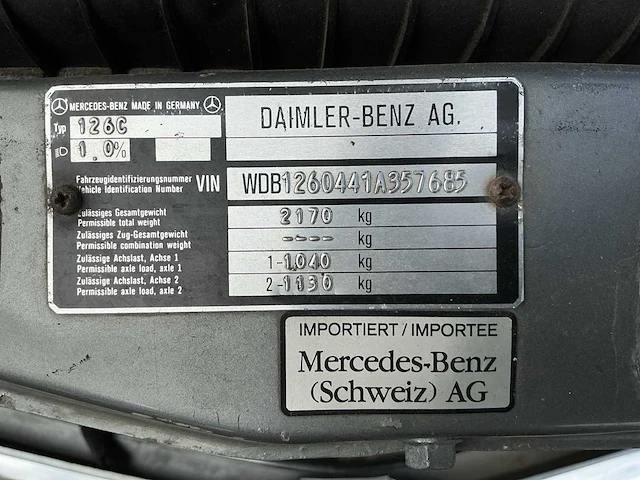 MERCEDES-BENZ MADE IN GERMANY
DAIMLER-BENZ AG.
Typ 126C
1.0%
Fahrzeugidentifizierungsnummer
Vehicle Identification Number VIN WDB1260441A357685
Zulässiges Gesamtgewicht
Permissible total weight 2170 kg
Zulässiges Zug-Gesamtgewicht
Permissible combination weight ----- kg
Zulässige Achslast, Achse 1
Permissible axle load, axle 1 1-1040 kg
Zulässige Achslast, Achse 2
Permissible axle load, axle 2 2-1130 kg
IMPORTIERT / IMPORTEE
Mercedes-Benz
(Schweiz) AG